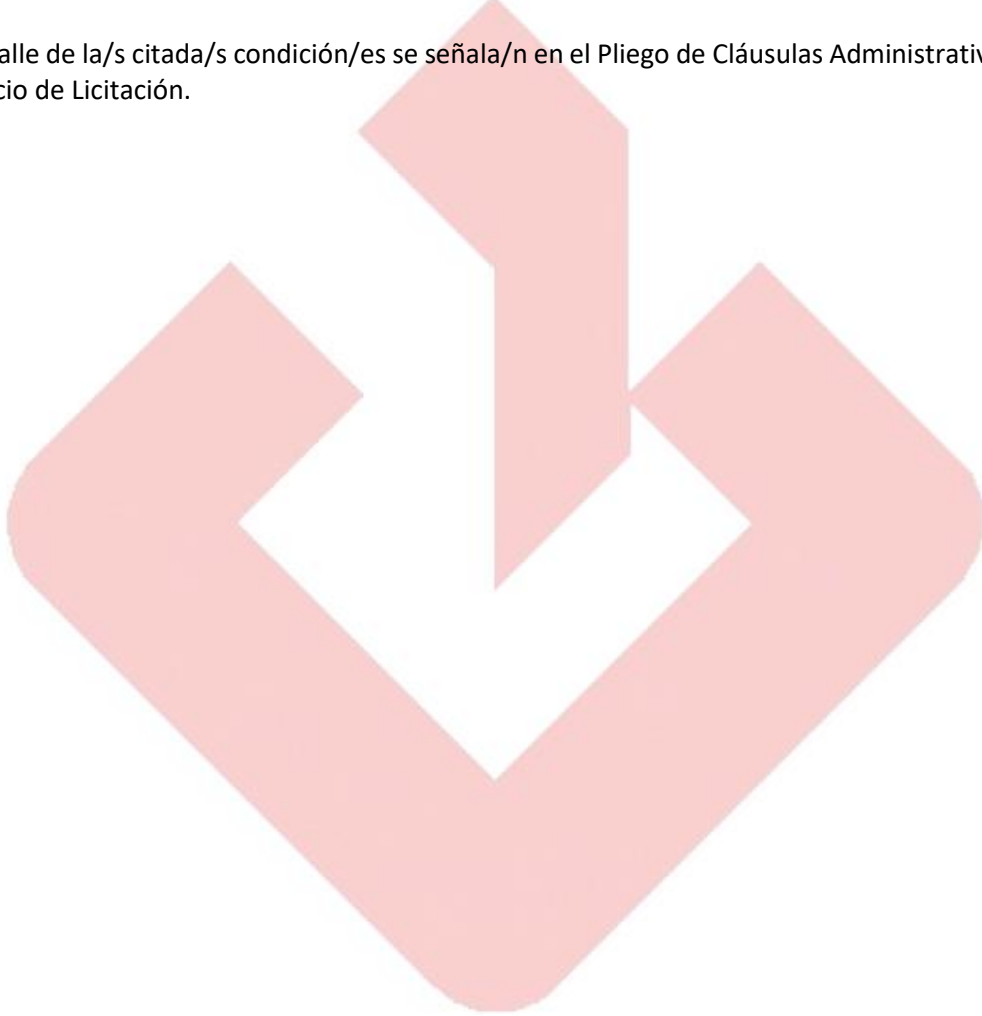 alle de la/s citada/s condición/es se señala/n en el Pliego de Cláusulas Administrativ
cio de Licitación.